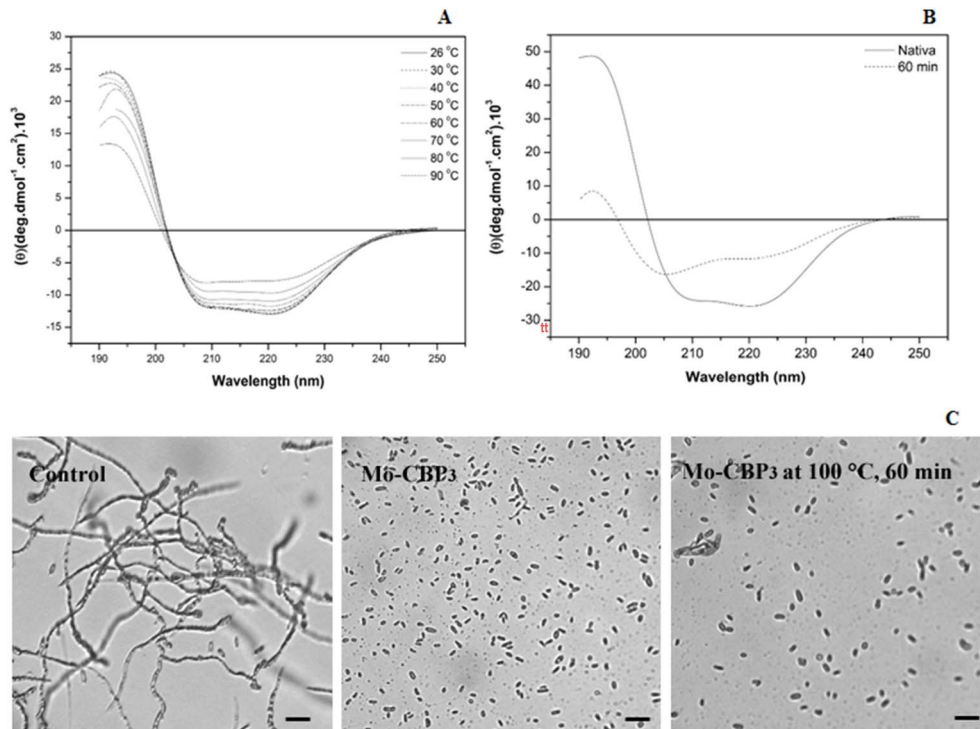 A
30
25
20
15
10
5
0
-5
-10
-15
190 200 210 220 230 240 250
(θ)(deg.dmol⁻¹.cm²).10³
Wavelength (nm)
26 °C
30 °C
40 °C
50 °C
60 °C
70 °C
80 °C
90 °C
B
50
40
30
20
10
0
-10
-20
-30
tt
190 200 210 220 230 240 250
(θ)(deg.dmol⁻¹.cm²).10³
Wavelength (nm)
Nativa
60 min
C
Control
Mo-CBP3
Mo-CBP3 at 100 °C, 60 min